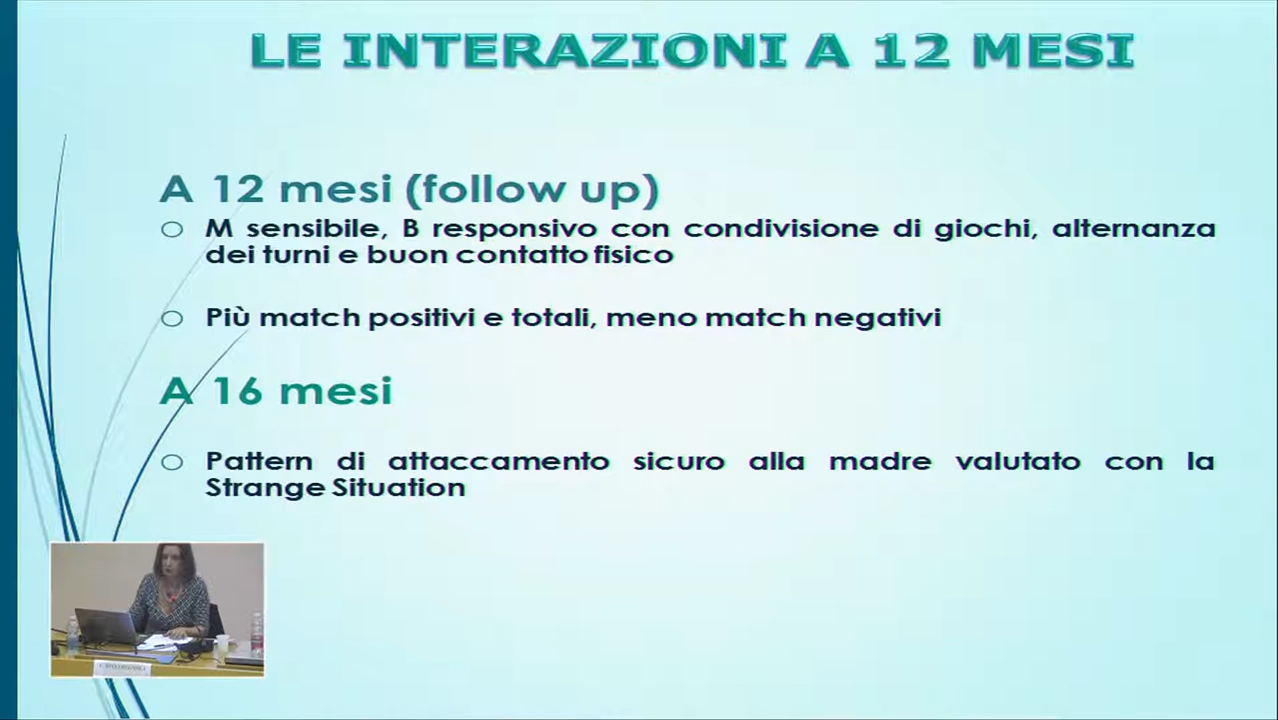 LE INTERAZIONI A 12 MESI
A 12 mesi (follow up)
M sensibile, B responsivo con condivisione di giochi, alternanza
dei turni e buon contatto fisico
Più match positivi e totali, meno match negativi
A 16 mesi
Pattern di attaccamento sicuro alla madre valutato con la
Strange Situation